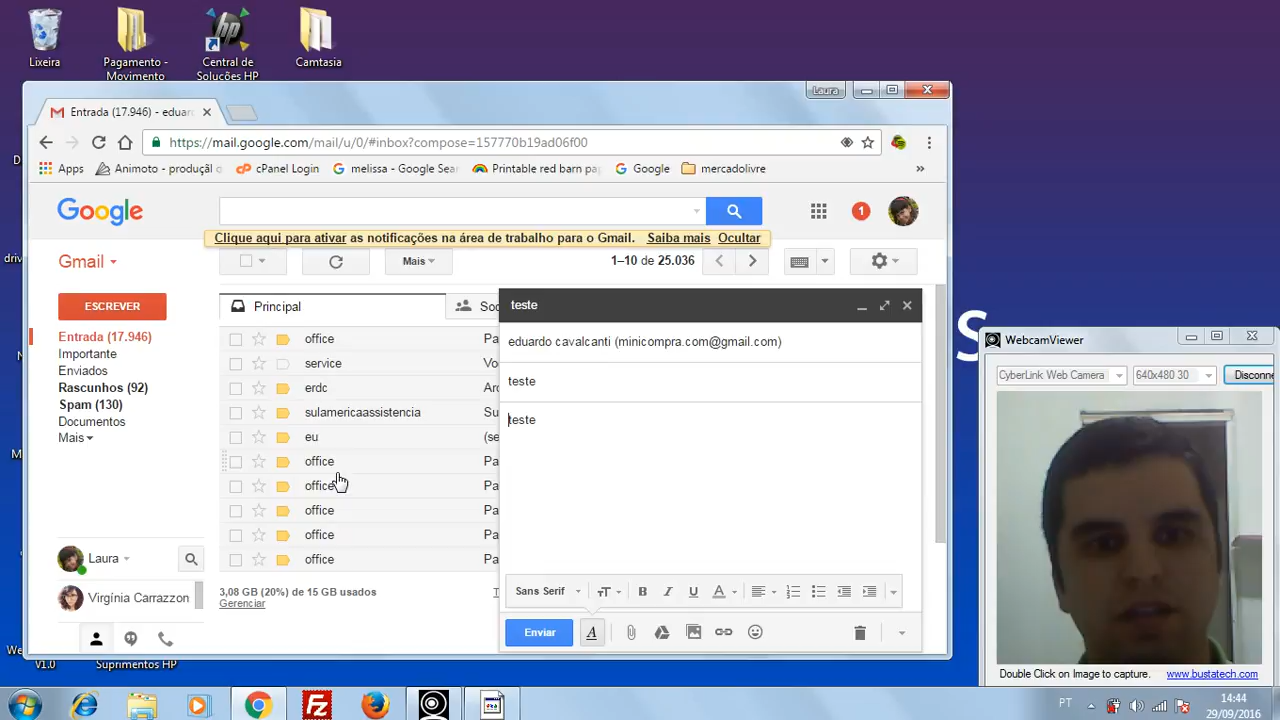 Lixeira
Pagamento -
Movimento
Central de
Soluções HP
Camtasia
Laura
Entrada (17.946) - eduar
https://mail.google.com/mail/u/0/#inbox?compose=157770b19ad06f00
Apps
Animoto - produçãl o
cPanel Login
melissa - Google Sear
Printable red barn pap
Google
mercadolivre
»
Google
1
Clique aqui para ativar as notificações na área de trabalho para o Gmail. Saiba mais Ocultar
Gmail
Mais
1–10 de 25.036
ESCREVER
Principal
Soc
teste
Entrada (17.946)
Importante
Enviados
Rascunhos (92)
Spam (130)
Documentos
Mais
office Pa
service Vo
erdc Arc
sulamericaassistencia Su
eu (se
office Pa
office Pa
office Pa
office Pa
office Pa
eduardo cavalcanti (minicompra.com@gmail.com)
teste
teste
Laura
Virgínia Carrazzon
3,08 GB (20%) de 15 GB usados
Gerenciar
Sans Serif
B I U A
Enviar
A
WebcamViewer
CyberLink Web Camera
640x480 30
Disconne
Double Click on Image to capture. www.bustatech.com
V1.0
Suprimentos HP
PT
14:44
29/09/2016